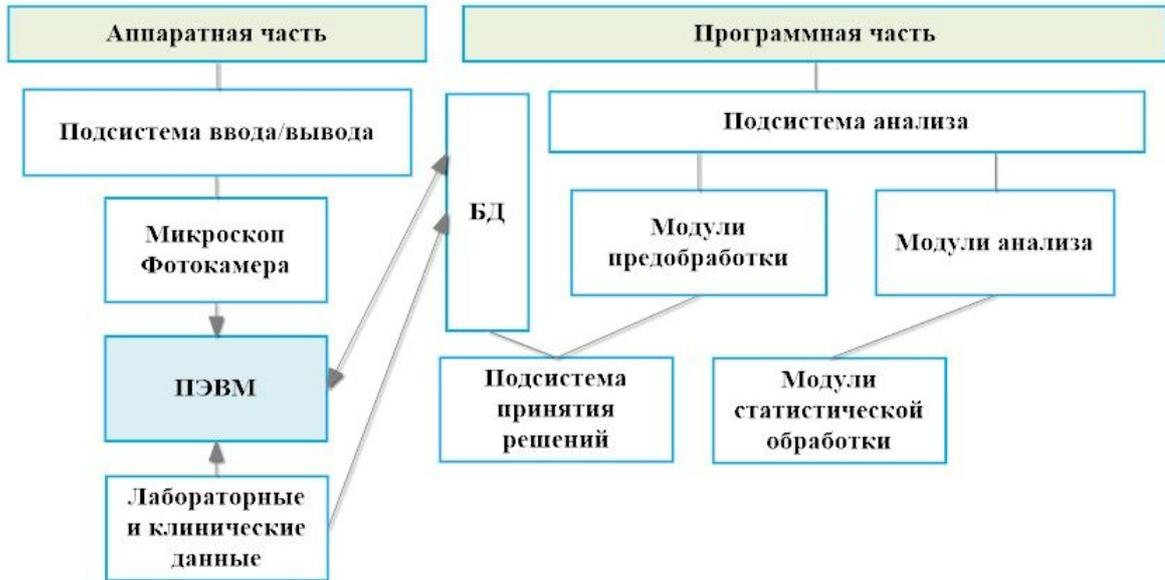 Аппаратная часть
Программная часть
Подсистема ввода/вывода
БД
Подсистема анализа
Микроскоп
Фотокамера
Модули
предобработки
Модули анализа
ПЭВМ
Подсистема
принятия
решений
Модули
статистической
обработки
Лабораторные
и клинические
данные